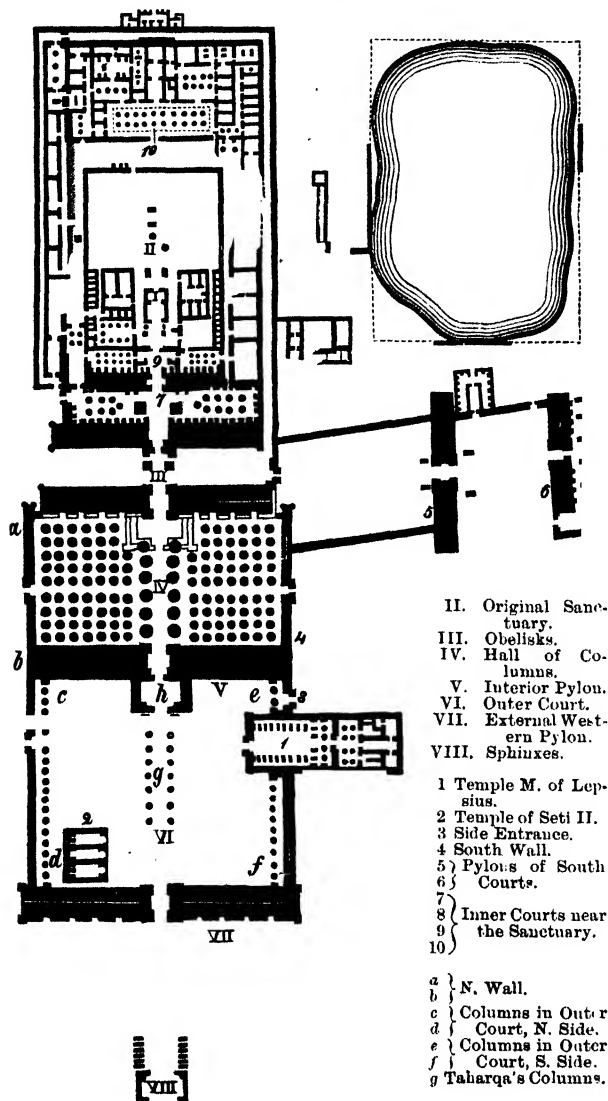 10
II
9
7
III
a
IV
4
b
c
h
V
e
3
1
g
VI
2
d
f
VII
VIII
5
6
II. Original Sanc-
tuary.
III. Obelisks.
IV. Hall of Co-
lumns.
V. Interior Pylon.
VI. Outer Court.
VII. External West-
ern Pylon.
VIII. Sphinxes.
1 Temple M. of Lep-
sius.
2 Temple of Seti II.
3 Side Entrance.
4 South Wall.
5 } Pylons of South
6 } Courts.
7
8 } Inner Courts near
9 } the Sanctuary.
10
a } N. Wall.
b
c } Columns in Outer
d } Court, N. Side.
e } Columns in Outer
f } Court, S. Side.
g Taharqa's Columns.